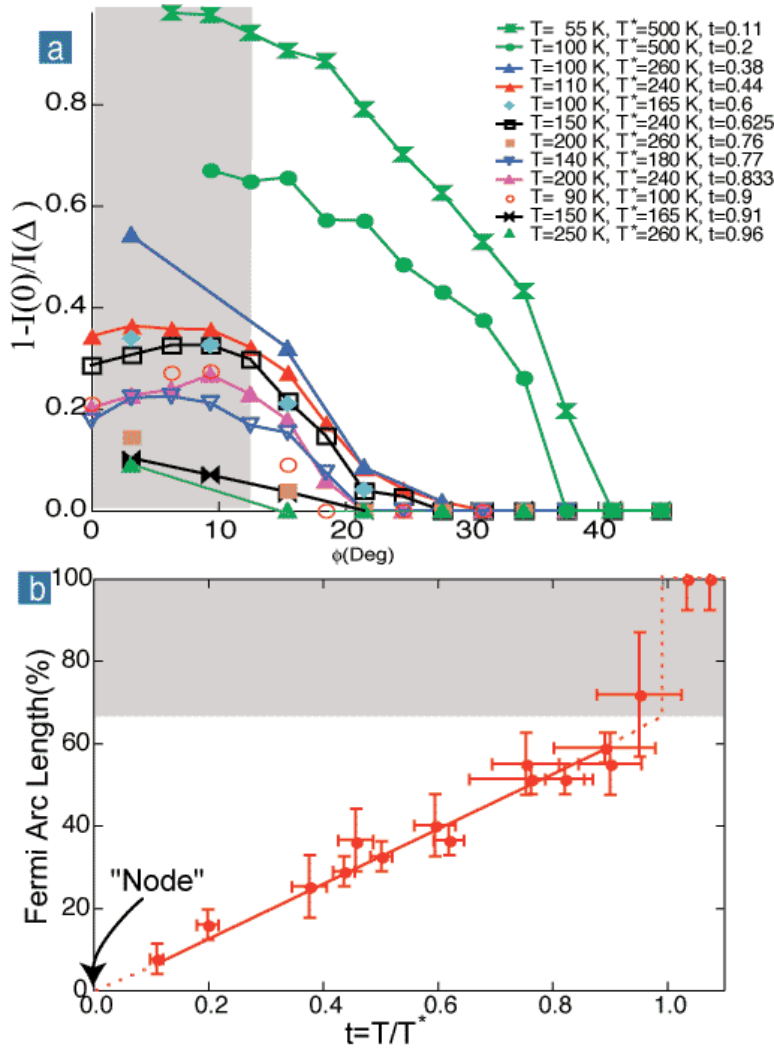 a
T= 55 K, T*=500 K, t=0.11
T=100 K, T*=500 K, t=0.2
T=100 K, T*=260 K, t=0.38
T=110 K, T*=240 K, t=0.44
T=100 K, T*=165 K, t=0.6
T=150 K, T*=240 K, t=0.625
T=200 K, T*=260 K, t=0.76
T=140 K, T*=180 K, t=0.77
T=200 K, T*=240 K, t=0.833
T= 90 K, T*=100 K, t=0.9
T=150 K, T*=165 K, t=0.91
T=250 K, T*=260 K, t=0.96
1-I(0)/I(Δ)
0.8
0.6
0.4
0.2
0.0
0 10 20 30 40
ϕ(Deg)
b
Fermi Arc Length(%)
100
80
60
40
20
0
"Node"
0.0 0.2 0.4 0.6 0.8 1.0
t=T/T*